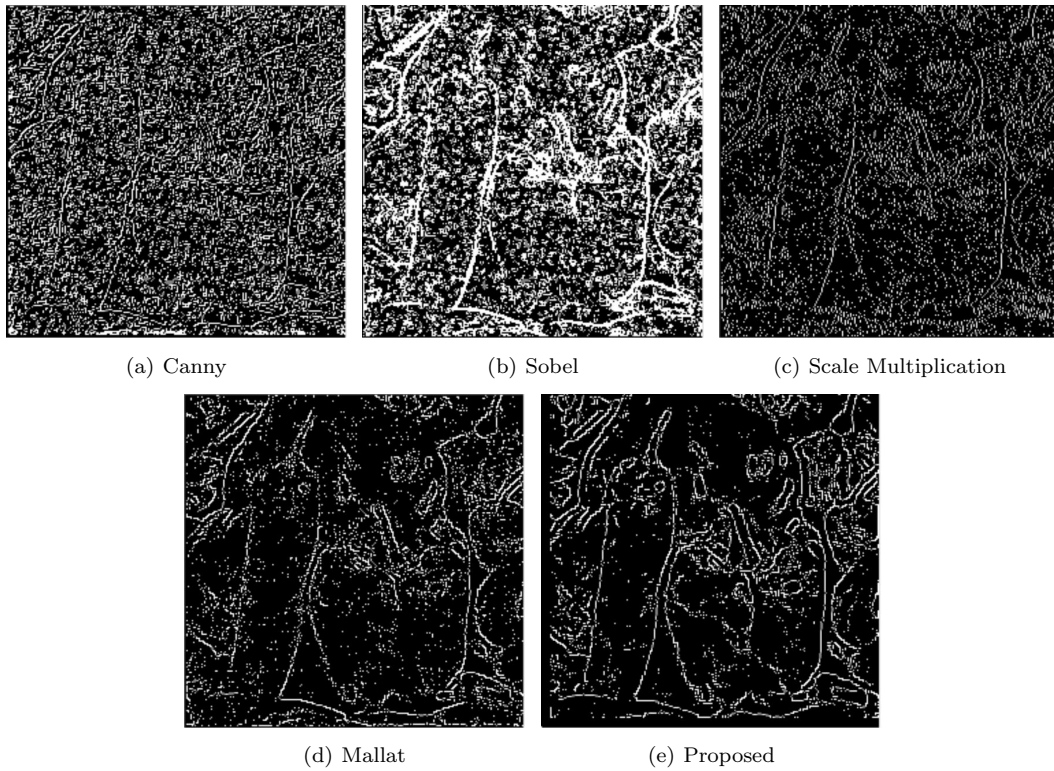 (a) Canny
(b) Sobel
(c) Scale Multiplication
(d) Mallat
(e) Proposed